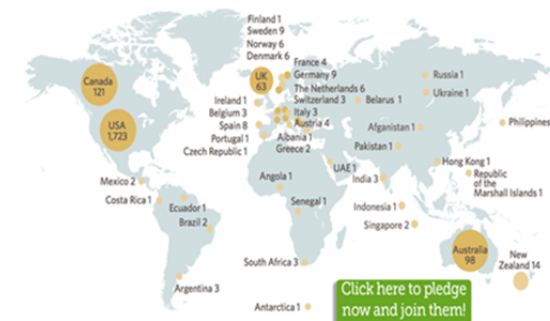 Finland 1
Sweden 9
Norway 6
Denmark 6
France 4
Germany 9
The Netherlands 6
Switzerland 3
Belarus 1
Russia 1
Ukraine 1
Canada
121
UK
63
USA
1,723
Ireland 1
Belgium 3
Spain 8
Portugal 1
Czech Republic 1
Italy 3
Austria 4
Albania 1
Greece 2
Afganistan 1
Pakistan 1
Philippines
Hong Kong 1
Republic
of the
Marshall Islands 1
UAE 1
India 3
Mexico 2
Costa Rica 1
Ecuador 1
Brazil 2
Angola 1
Senegal 1
Indonesia 1
Singapore 2
Australia
98
New
Zealand 14
South Africa 3
Argentina 3
Antarctica 1
Click here to pledge
now and join them!